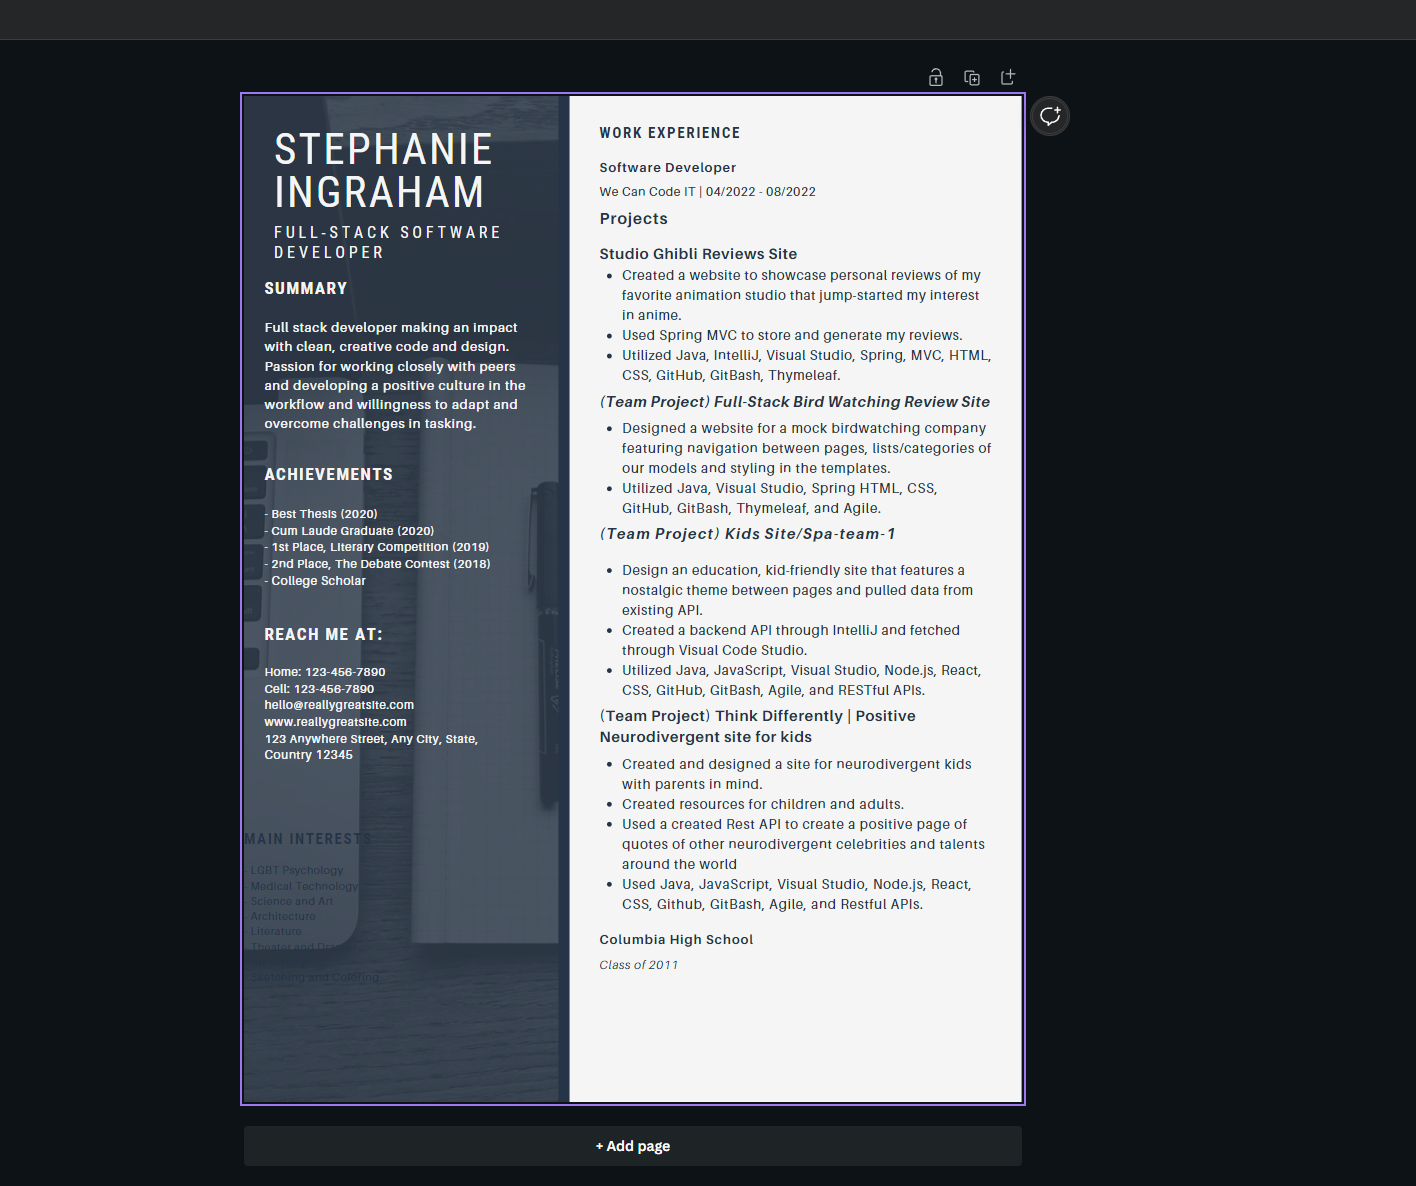 STEPHANIE
INGRAHAM
FULL-STACK SOFTWARE
DEVELOPER
SUMMARY
Full stack developer making an impact
with clean, creative code and design.
Passion for working closely with peers
and developing a positive culture in the
workflow and willingness to adapt and
overcome challenges in tasking.
ACHIEVEMENTS
- Best Thesis (2020)
- Cum Laude Graduate (2020)
- 1st Place, Literary Competition (2019)
- 2nd Place, The Debate Contest (2018)
- College Scholar
REACH ME AT:
Home: 123-456-7890
Cell: 123-456-7890
hello@reallygreatsite.com
www.reallygreatsite.com
123 Anywhere Street, Any City, State,
Country 12345
MAIN INTERESTS
- LGBT Psychology
- Medical Technology
Science and Art
Architecture
Literature
Theater and
and Coloring
WORK EXPERIENCE
Software Developer
We Can Code IT | 04/2022 - 08/2022
Projects
Studio Ghibli Reviews Site
• Created a website to showcase personal reviews of my
favorite animation studio that jump-started my interest
in anime.
• Used Spring MVC to store and generate my reviews.
• Utilized Java, IntelliJ, Visual Studio, Spring, MVC, HTML,
CSS, GitHub, GitBash, Thymeleaf.
(Team Project) Full-Stack Bird Watching Review Site
• Designed a website for a mock birdwatching company
featuring navigation between pages, lists/categories of
our models and styling in the templates.
• Utilized Java, Visual Studio, Spring HTML, CSS,
GitHub, GitBash, Thymeleaf, and Agile.
(Team Project) Kids Site/Spa-team-1
• Design an education, kid-friendly site that features a
nostalgic theme between pages and pulled data from
existing API.
• Created a backend API through IntelliJ and fetched
through Visual Code Studio.
• Utilized Java, JavaScript, Visual Studio, Node.js, React,
CSS, GitHub, GitBash, Agile, and RESTful APIs.
(Team Project) Think Differently | Positive
Neurodivergent site for kids
• Created and designed a site for neurodivergent kids
with parents in mind.
• Created resources for children and adults.
• Used a created Rest API to create a positive page of
quotes of other neurodivergent celebrities and talents
around the world
• Used Java, JavaScript, Visual Studio, Node.js, React,
CSS, Github, GitBash, Agile, and Restful APIs.
Columbia High School
Class of 2011
+ Add page